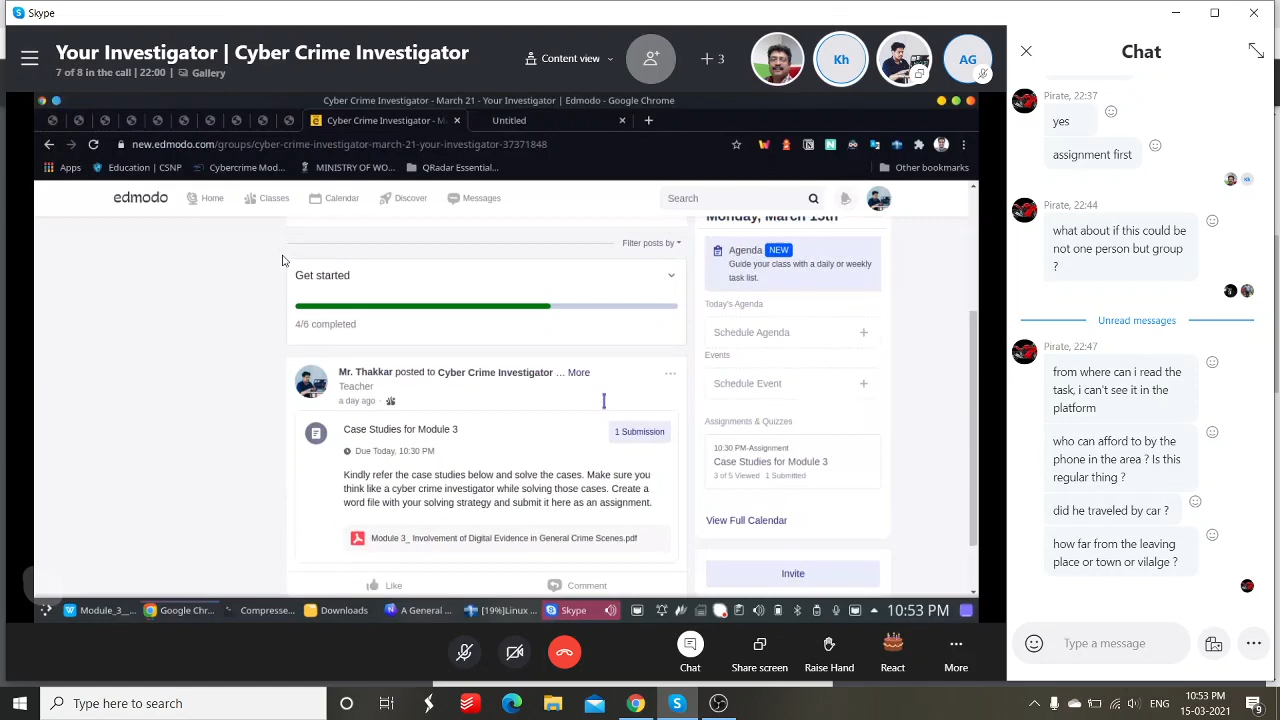 Skype
Your Investigator | Cyber Crime Investigator
7 of 8 in the call | 22:00 | Gallery
Content view
+ 3
Kh
AG
Chat
Cyber Crime Investigator - March 21 - Your Investigator | Edmodo - Google Chrome
Cyber Crime Investigator - M
Untitled
new.edmodo.com/groups/cyber-crime-investigator-march-21-your-investigator-37371848
Apps
Education | CSNP
Cybercrime Mod...
MINISTRY OF WO...
QRadar Essential...
Other bookmarks
edmodo
Home
Classes
Calendar
Discover
Messages
Search
Monday, March 15th
Filter posts by
Get started
4/6 completed
Agenda NEW
Guide your class with a daily or weekly
task list.
Today's Agenda
Schedule Agenda
Events
Schedule Event
Assignments & Quizzes
10:30 PM-Assignment
Case Studies for Module 3
3 of 5 Viewed 1 Submitted
View Full Calendar
Invite
Mr. Thakkar posted to Cyber Crime Investigator ... More
Teacher
a day ago
Case Studies for Module 3
1 Submission
Due Today, 10:30 PM
Kindly refer the case studies below and solve the cases. Make sure you
think like a cyber crime investigator while solving those cases. Create a
word file with your solving strategy and submit it here as an assignment.
Module 3_ Involvement of Digital Evidence in General Crime Scenes.pdf
Like
Comment
Module_3__...
Google Chr...
Compresse...
Downloads
A General ...
[19%]Linux ...
Skype
10:53 PM
Pirate, 22:37
yes
assignment first
Kh
Pirate, 22:44
what about if this could be
not one person but group
?
Unread messages
Pirate, 22:47
from where can i read the
task, i can't see it in the
platform
who can afford to by the
phone in the area ? Is this
regular thing ?
did he traveled by car ?
how far from the leaving
place or town or vilalge ?
Type a message
Chat
Share screen
Raise Hand
React
More
Type here to search
ENG
10:53 PM
15-03-2021